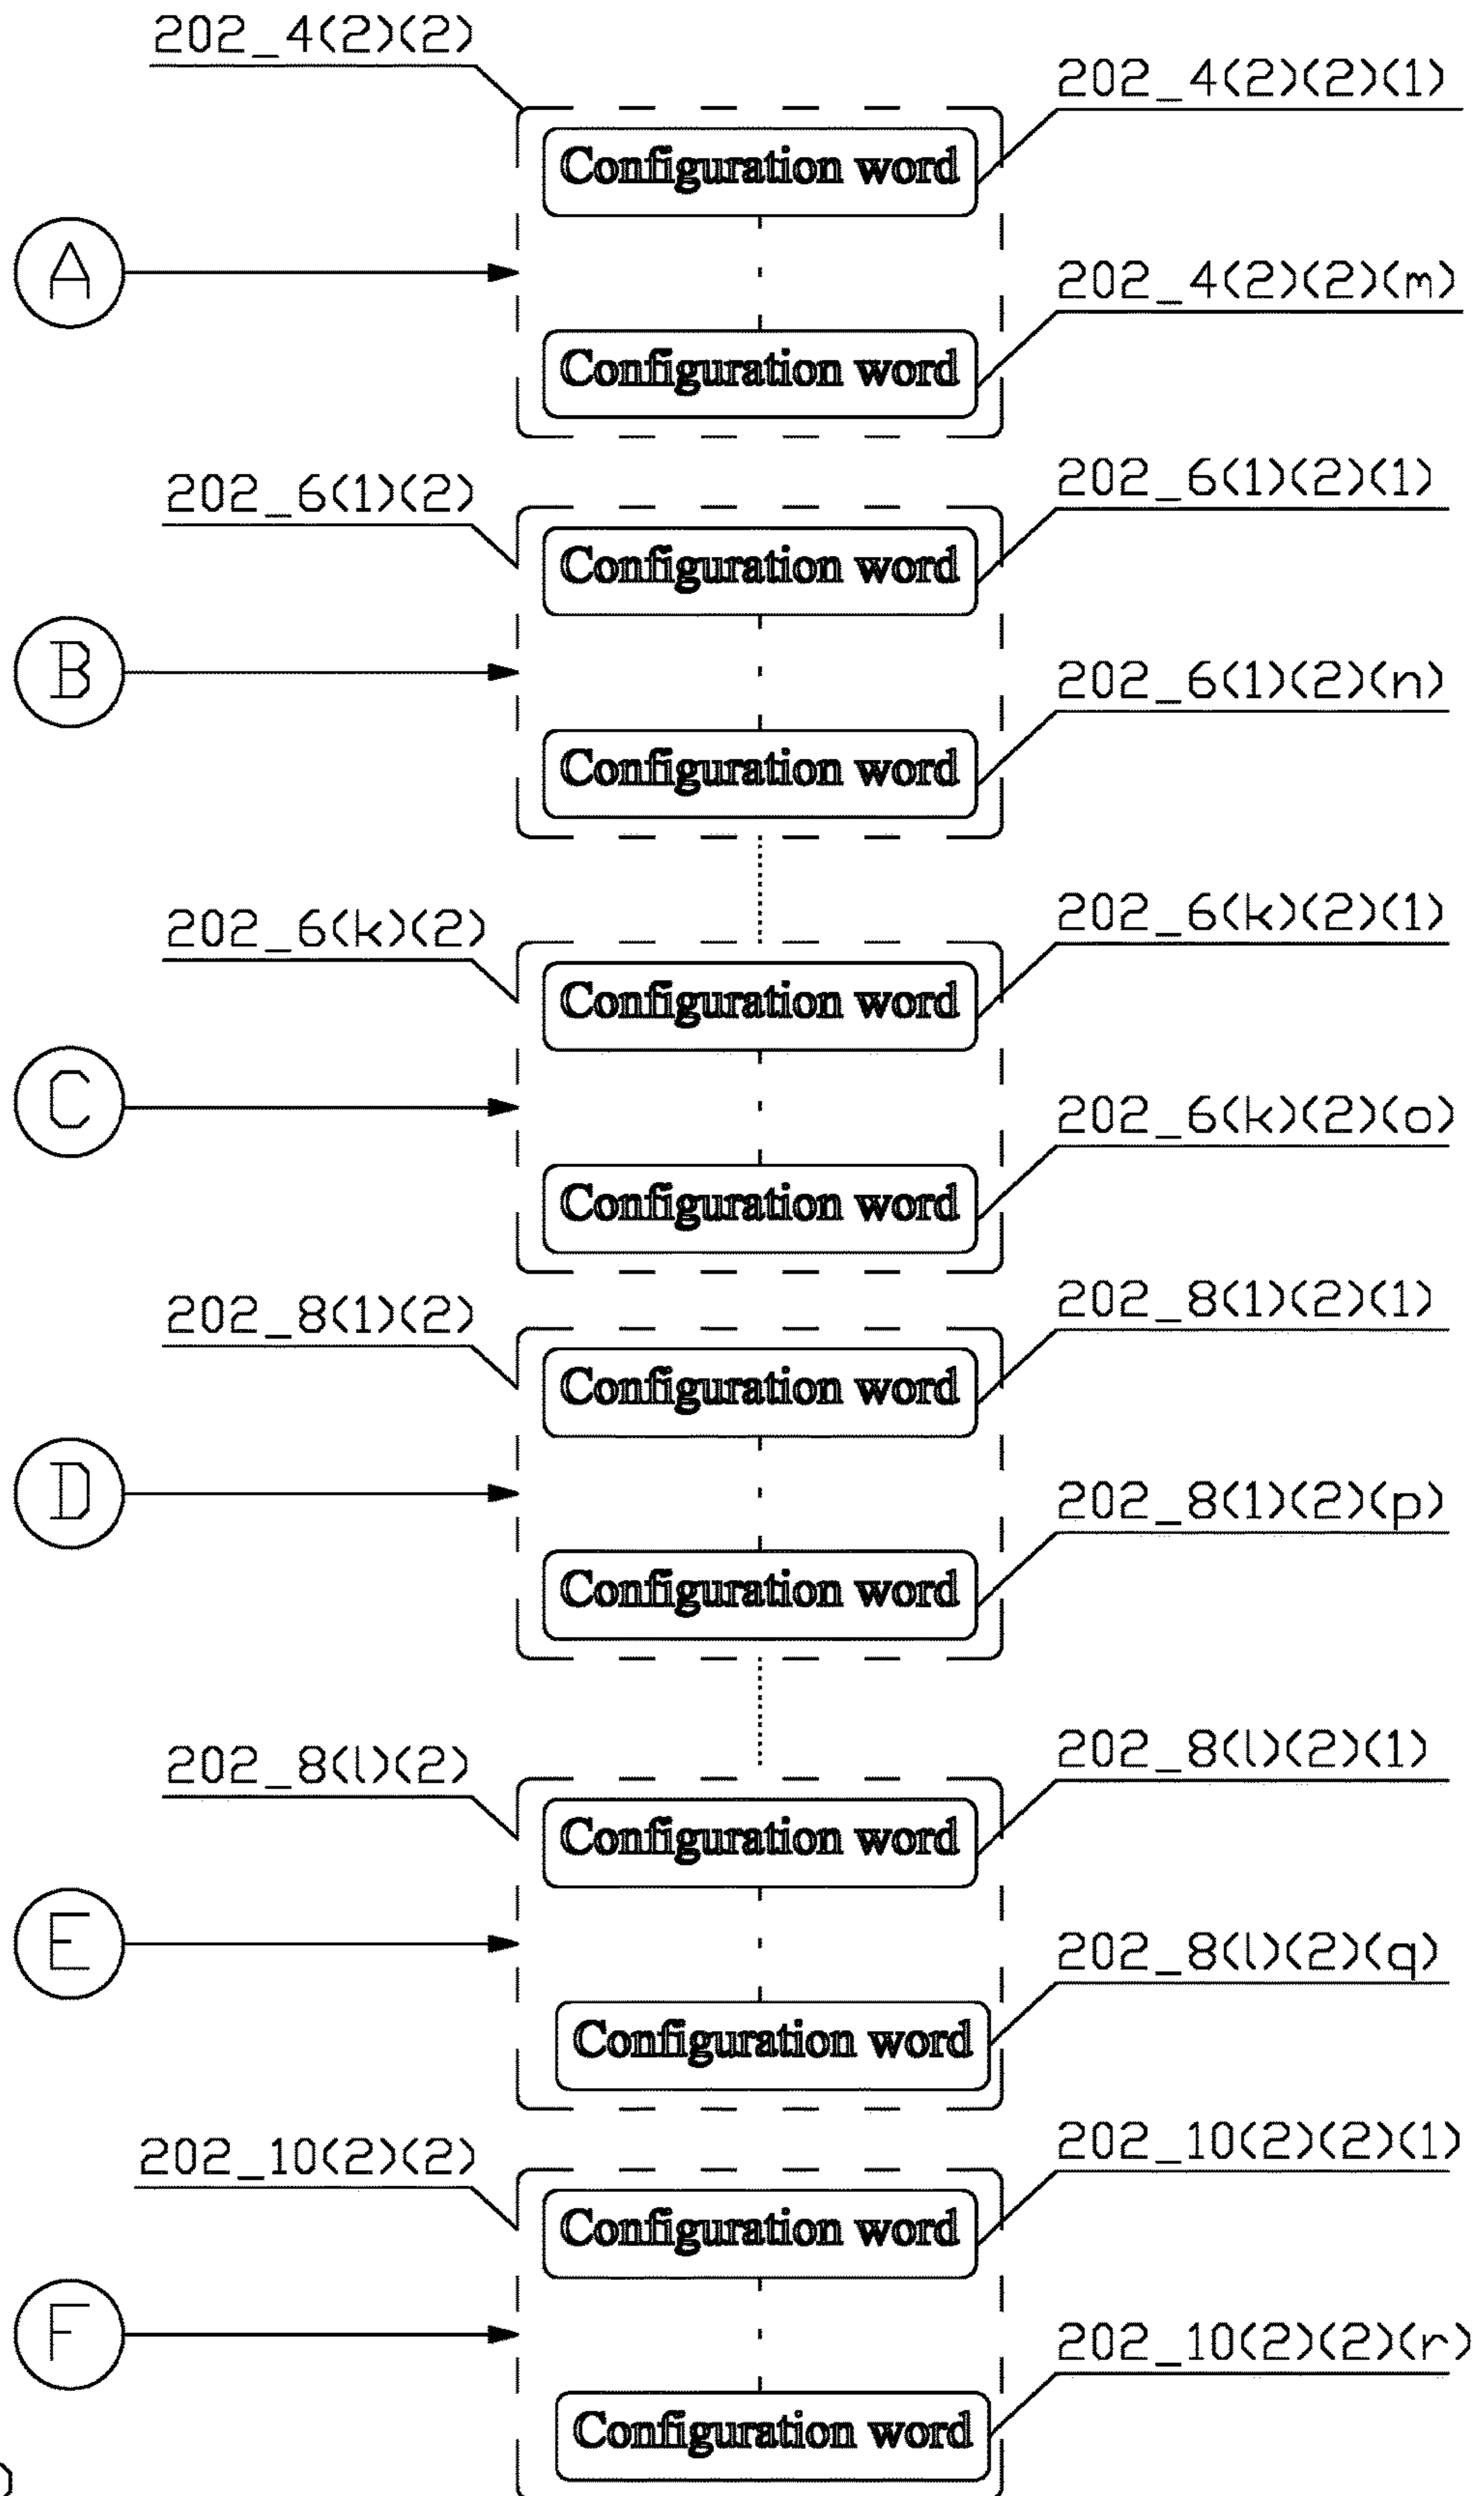 202_4(2)(2)
202_4(2)(2)(1)
Configuration word
A
202_4(2)(2)(m)
Configuration word
202_6(1)(2)
202_6(1)(2)(1)
Configuration word
B
202_6(1)(2)(n)
Configuration word
202_6(k)(2)
202_6(k)(2)(1)
Configuration word
C
202_6(k)(2)(o)
Configuration word
202_8(1)(2)
202_8(1)(2)(1)
Configuration word
D
202_8(1)(2)(p)
Configuration word
202_8(l)(2)
202_8(l)(2)(1)
Configuration word
E
202_8(l)(2)(q)
Configuration word
202_10(2)(2)
202_10(2)(2)(1)
Configuration word
F
202_10(2)(2)(r)
Configuration word
)